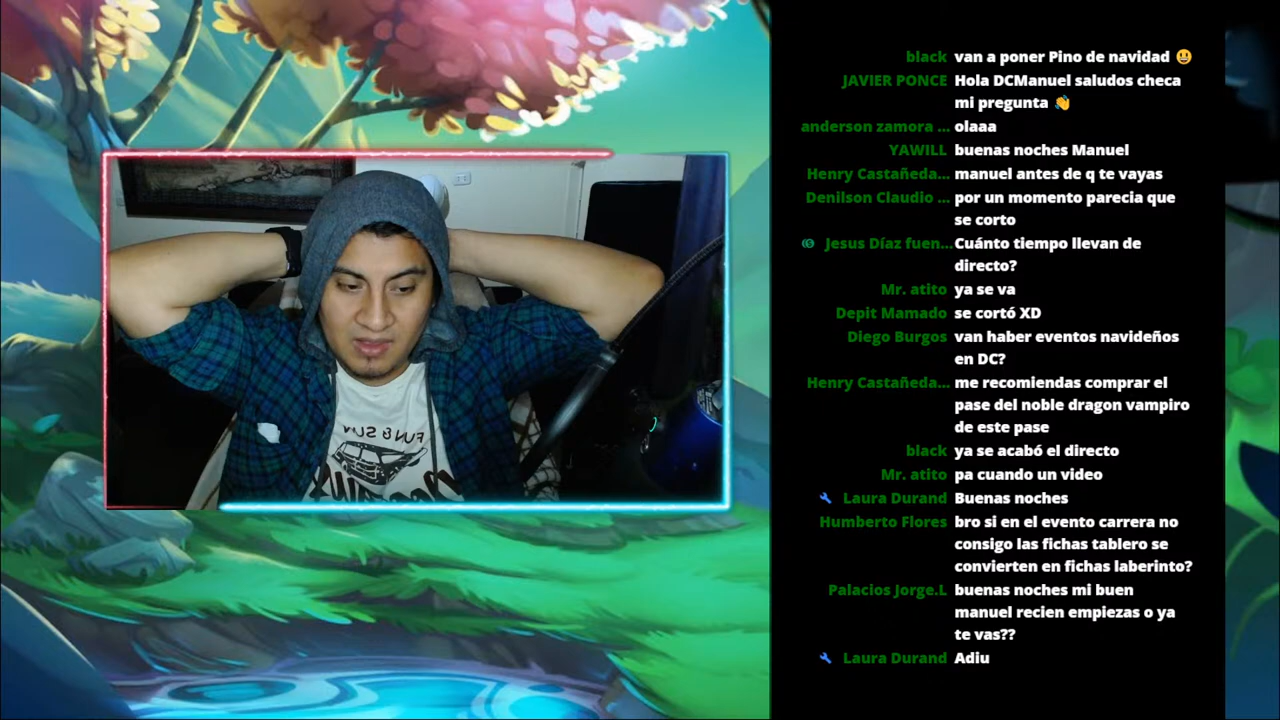 black van a poner Pino de navidad 😃
JAVIER PONCE Hola DCManuel saludos checa
mi pregunta 👋
anderson zamora ... olaaa
YAWILL buenas noches Manuel
Henry Castañeda... manuel antes de q te vayas
Denilson Claudio ... por un momento parecia que
se corto
Jesus Díaz fuen... Cuánto tiempo llevan de
directo?
Mr. atito ya se va
Depit Mamado se cortó XD
Diego Burgos van haber eventos navideños
en DC?
Henry Castañeda... me recomiendas comprar el
pase del noble dragon vampiro
de este pase
black ya se acabó el directo
Mr. atito pa cuando un video
Laura Durand Buenas noches
Humberto Flores bro si en el evento carrera no
consigo las fichas tablero se
convierten en fichas laberinto?
Palacios Jorge.L buenas noches mi buen
manuel recien empiezas o ya
te vas??
Laura Durand Adiu
FUN & SUN